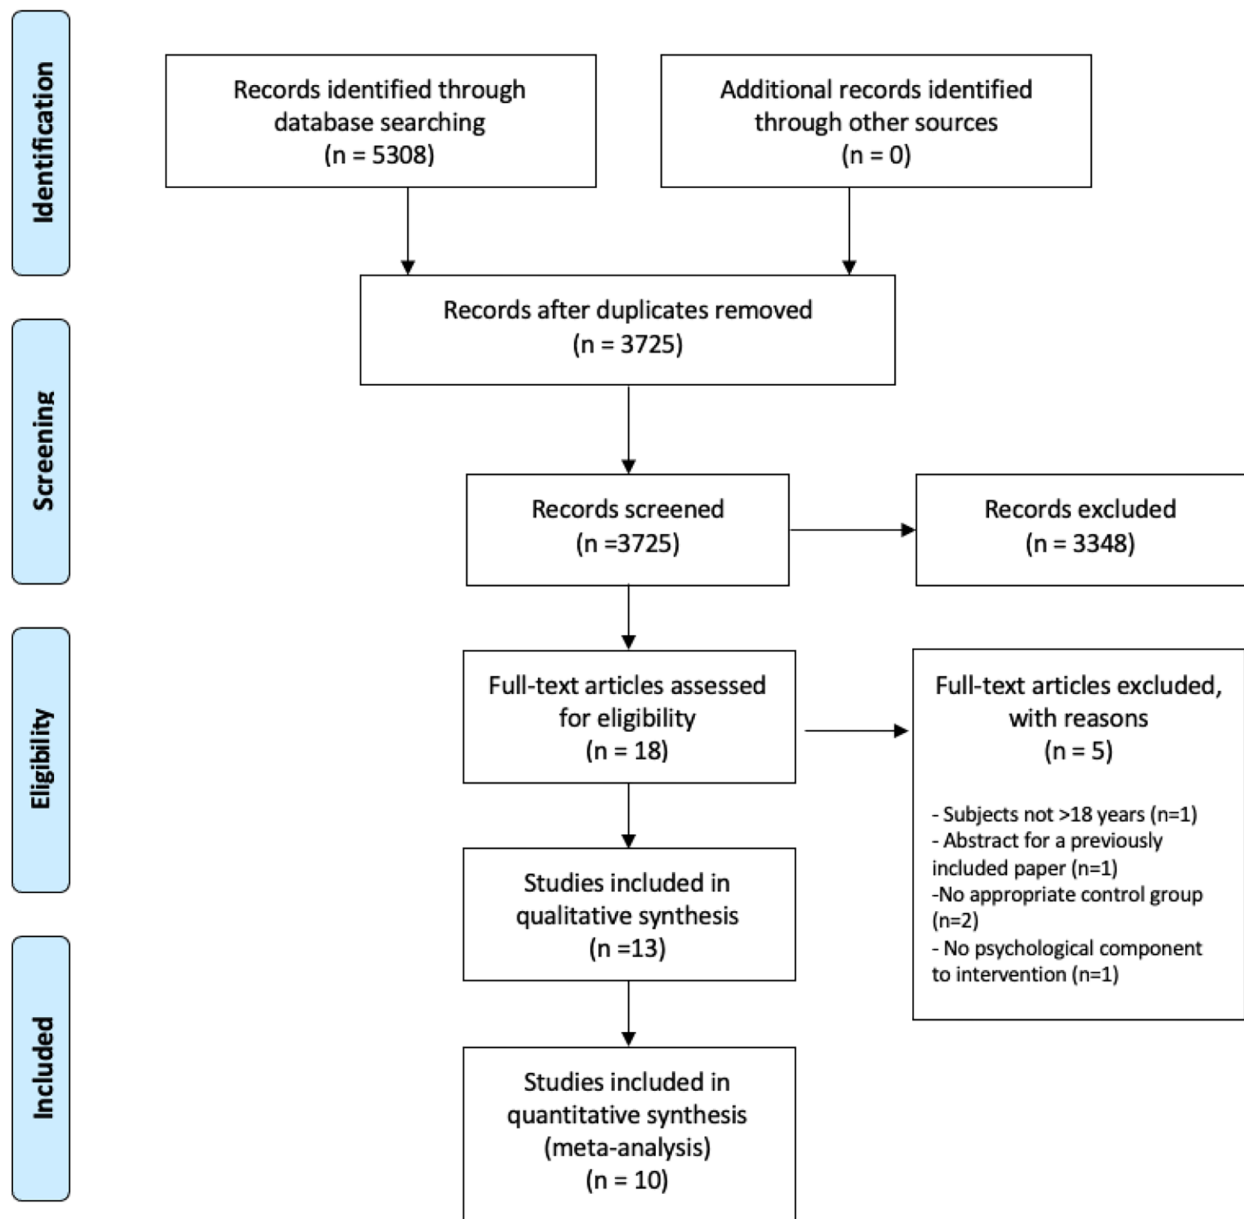 Identification
Records identified through
database searching
(n = 5308)
Additional records identified
through other sources
(n = 0)
Records after duplicates removed
(n = 3725)
Screening
Records screened
(n =3725)
Records excluded
(n = 3348)
Eligibility
Full-text articles assessed
for eligibility
(n = 18)
Full-text articles excluded,
with reasons
(n = 5)
- Subjects not >18 years (n=1)
- Abstract for a previously
included paper (n=1)
-No appropriate control group
(n=2)
- No psychological component
to intervention (n=1)
Studies included in
qualitative synthesis
(n =13)
Included
Studies included in
quantitative synthesis
(meta-analysis)
(n = 10)